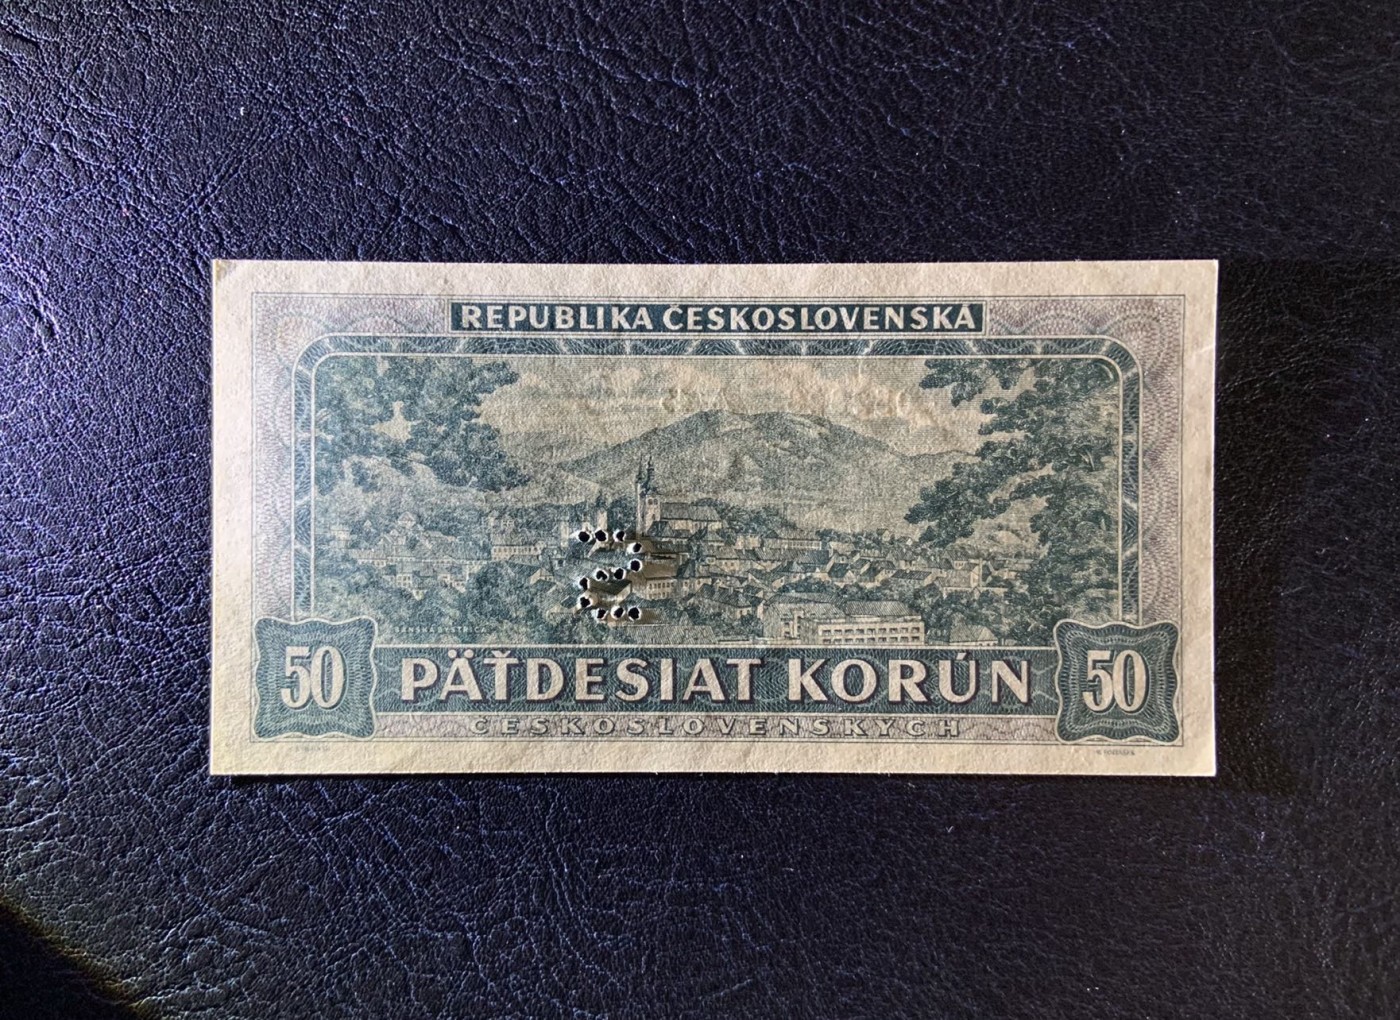 REPUBLIKA ČESKOSLOVENSKÁ
50 PÄŤDESIAT KORÚN 50
ČESKOSLOVENSKÝCH